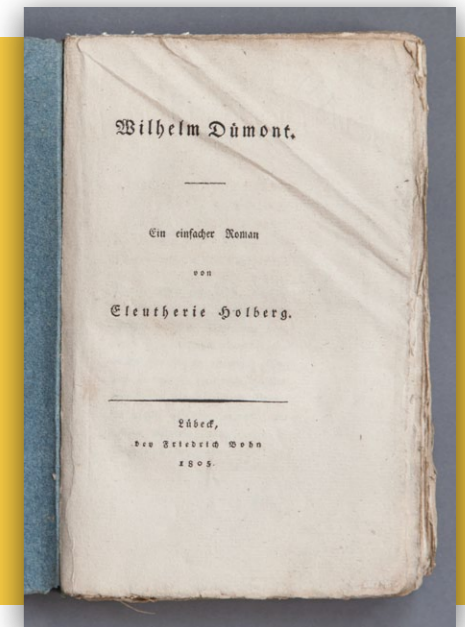 Wilhelm Dümont.
Ein einfacher Roman
von
Eleutherie Holberg.
Lübeck,
bey Friedrich Bohn
1805.